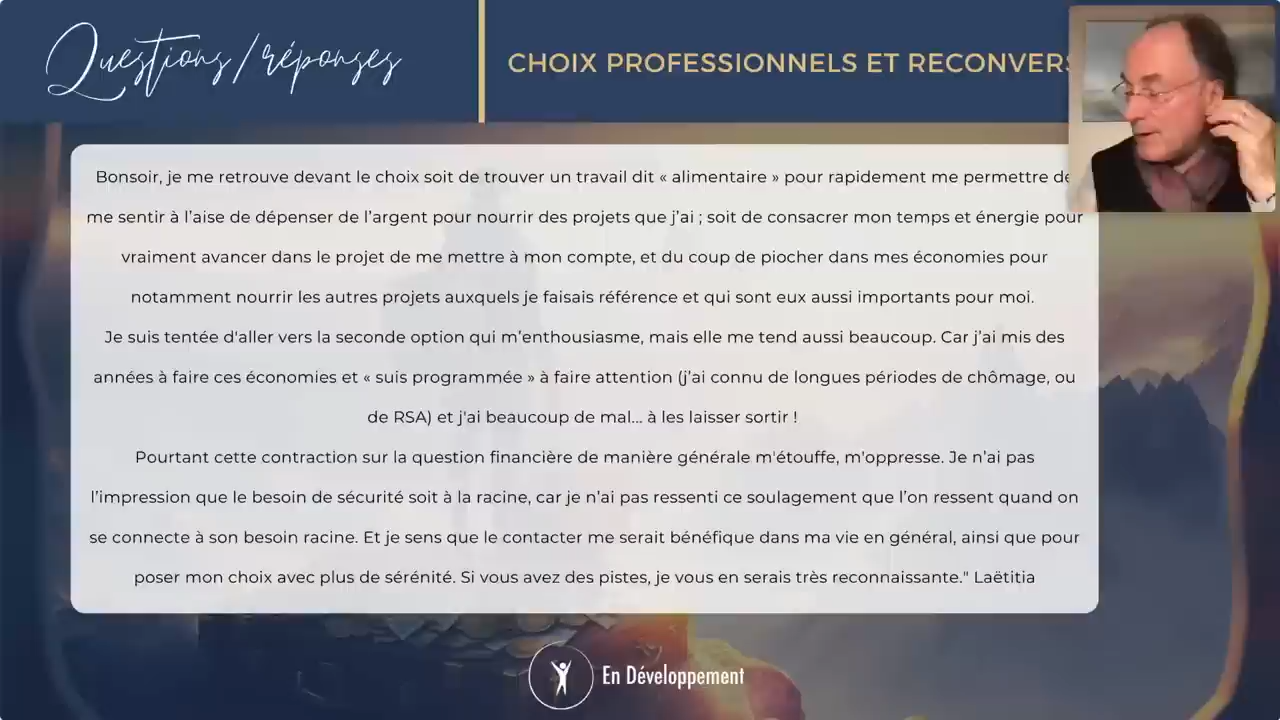 Questions/réponses
CHOIX PROFESSIONNELS ET RECONVERS
Bonsoir, je me retrouve devant le choix soit de trouver un travail dit « alimentaire » pour rapidement me permettre de
me sentir à l’aise de dépenser de l’argent pour nourrir des projets que j’ai ; soit de consacrer mon temps et énergie pour
vraiment avancer dans le projet de me mettre à mon compte, et du coup de piocher dans mes économies pour
notamment nourrir les autres projets auxquels je faisais référence et qui sont eux aussi importants pour moi.
Je suis tentée d'aller vers la seconde option qui m’enthousiasme, mais elle me tend aussi beaucoup. Car j’ai mis des
années à faire ces économies et « suis programmée » à faire attention (j’ai connu de longues périodes de chômage, ou
de RSA) et j'ai beaucoup de mal... à les laisser sortir !
Pourtant cette contraction sur la question financière de manière générale m'étouffe, m'oppresse. Je n’ai pas
l’impression que le besoin de sécurité soit à la racine, car je n’ai pas ressenti ce soulagement que l’on ressent quand on
se connecte à son besoin racine. Et je sens que le contacter me serait bénéfique dans ma vie en général, ainsi que pour
poser mon choix avec plus de sérénité. Si vous avez des pistes, je vous en serais très reconnaissante." Laëtitia
En Développement